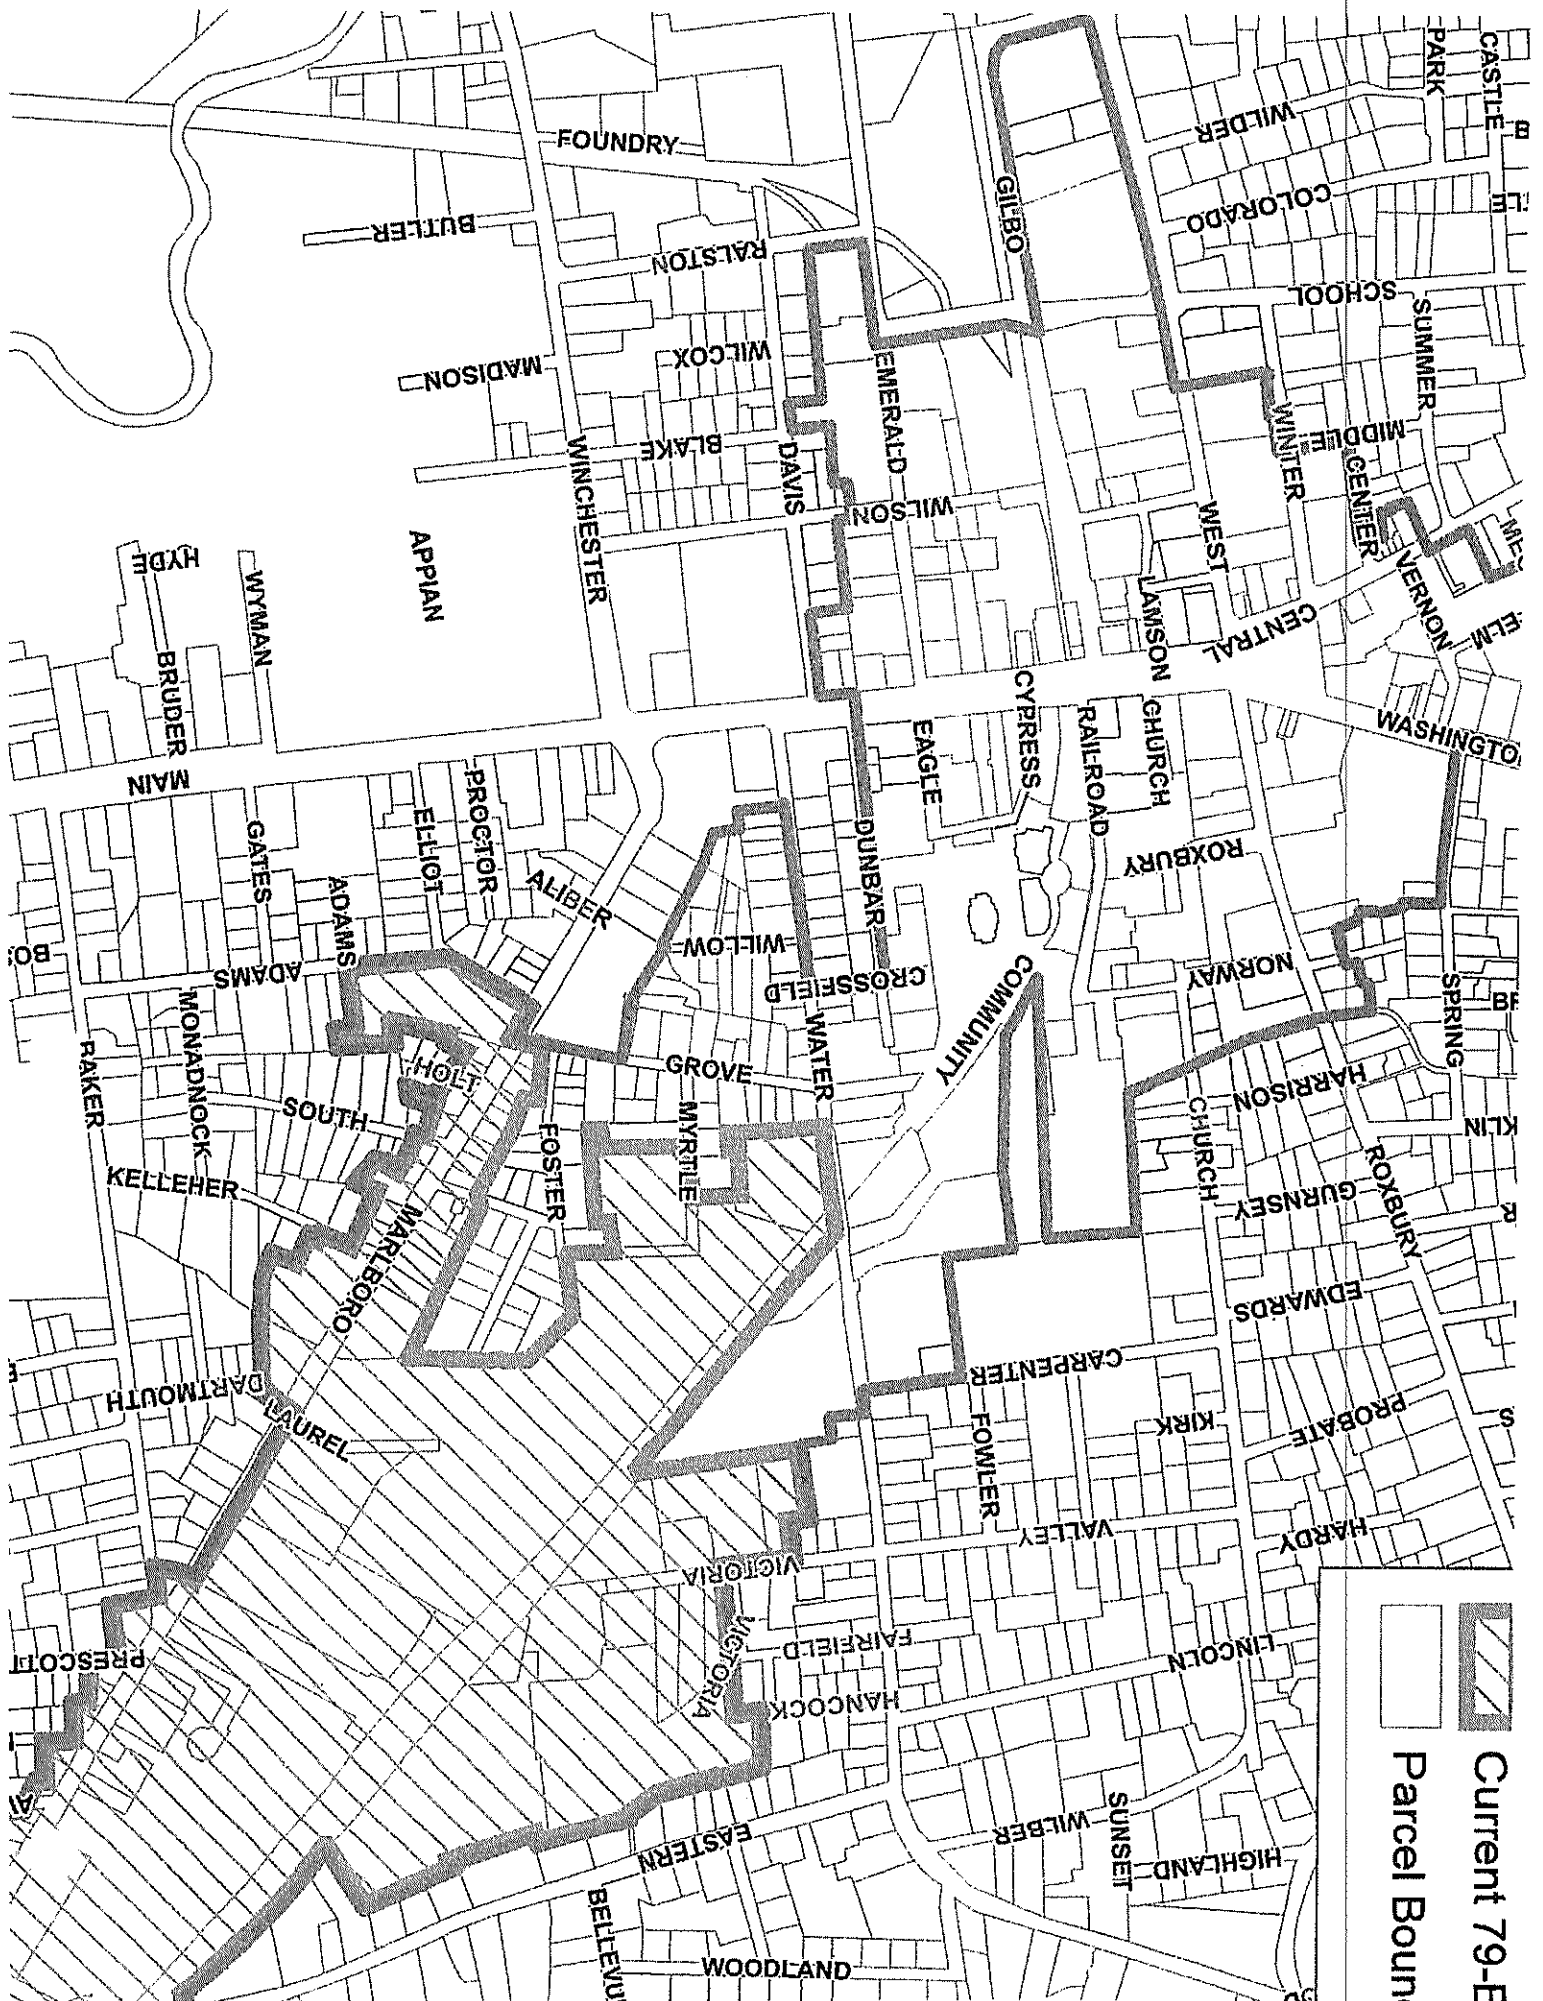 CASTLE
PARK
WILDER
COLORADO
FOUNDRY
BUTLER
RALSTON
GILBO
SCHOOL
SUMMER
MADISON
WILCOX
EMERALD
WINTER
MIDDLE
CENTER
BLAKE
DAVIS
WINCHESTER
WILSON
WEST
VERNON
HYDE
WYMAN
APPIAN
LAMSON
CENTRAL
ELM
BRUDER
MAIN
CYPRESS
RAILROAD
CHURCH
EAGLE
WASHINGTO
GATES
ELLIOT
PROCTOR
ADAMS
ALIBER
DUNBAR
ROXBURY
WILLOW
ADAMS
CROSSFIELD
COMMUNITY
NORWAY
SPRING
MONADNOCK
BAKER
HOLT
SOUTH
GROVE
WATER
HARRISON
CHURCH
KLIN
KELLEHER
FOSTER
MYRTLE
GURNSEY
ROXBURY
MARLBORO
EDWARDS
DARTMOUTH
LAUREL
CARPENTER
FOWLER
KIRK
PROBATE
VALLEY
HARDY
VICTORIA
VICTORIA
FAIRFIELD
HANCOCK
LINCOLN
PRESCOTT
EASTERN
WILBER
SUNSET
HIGHLAND
BELLEVU
WOODLAND
Current 79-E
Parcel Boun